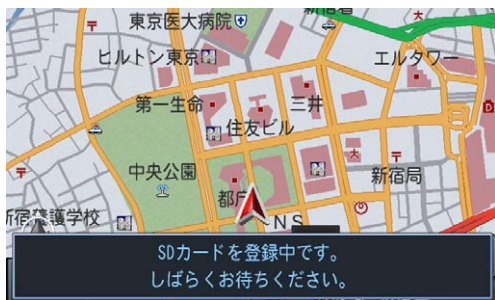 東京医大病院
ヒルトン東京
エルタワー
第一生命
三井
住友ビル
中央公園
新宿局
都庁
NS
SDカードを登録中です。
しばらくお待ちください。